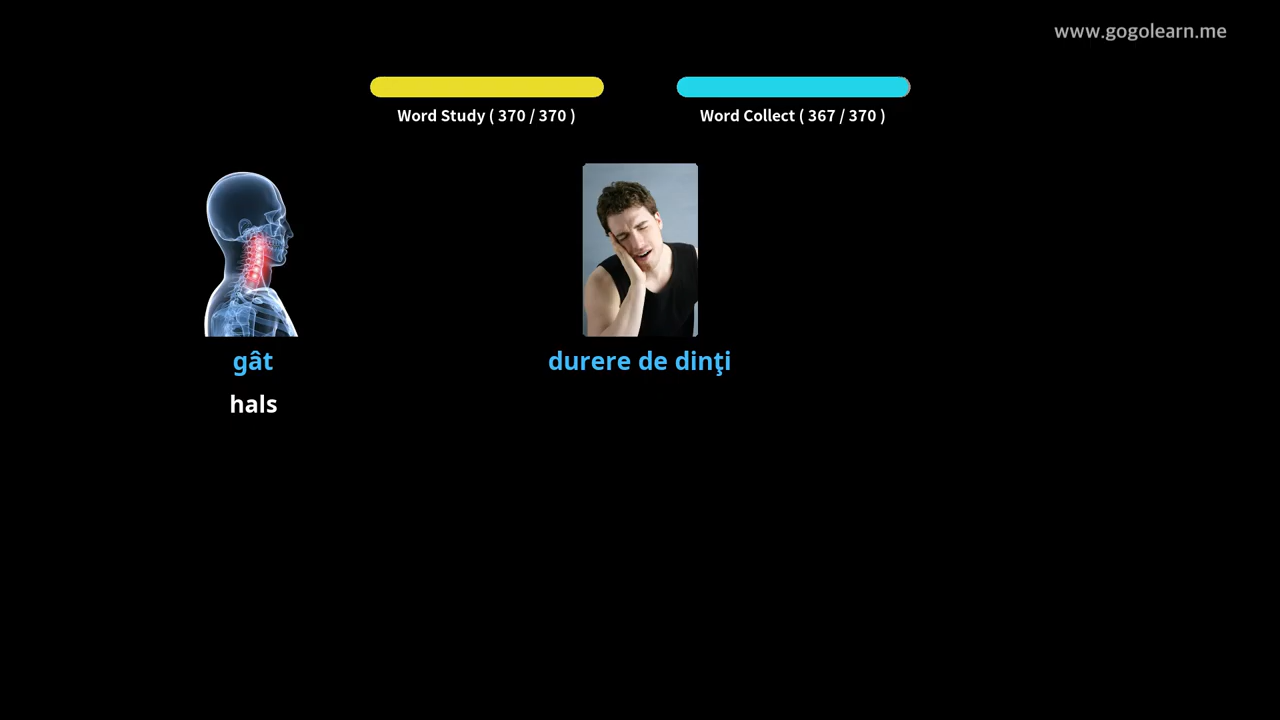 www.gogolearn.me
Word Study ( 370 / 370 )
Word Collect ( 367 / 370 )
gât
durere de dinţi
hals